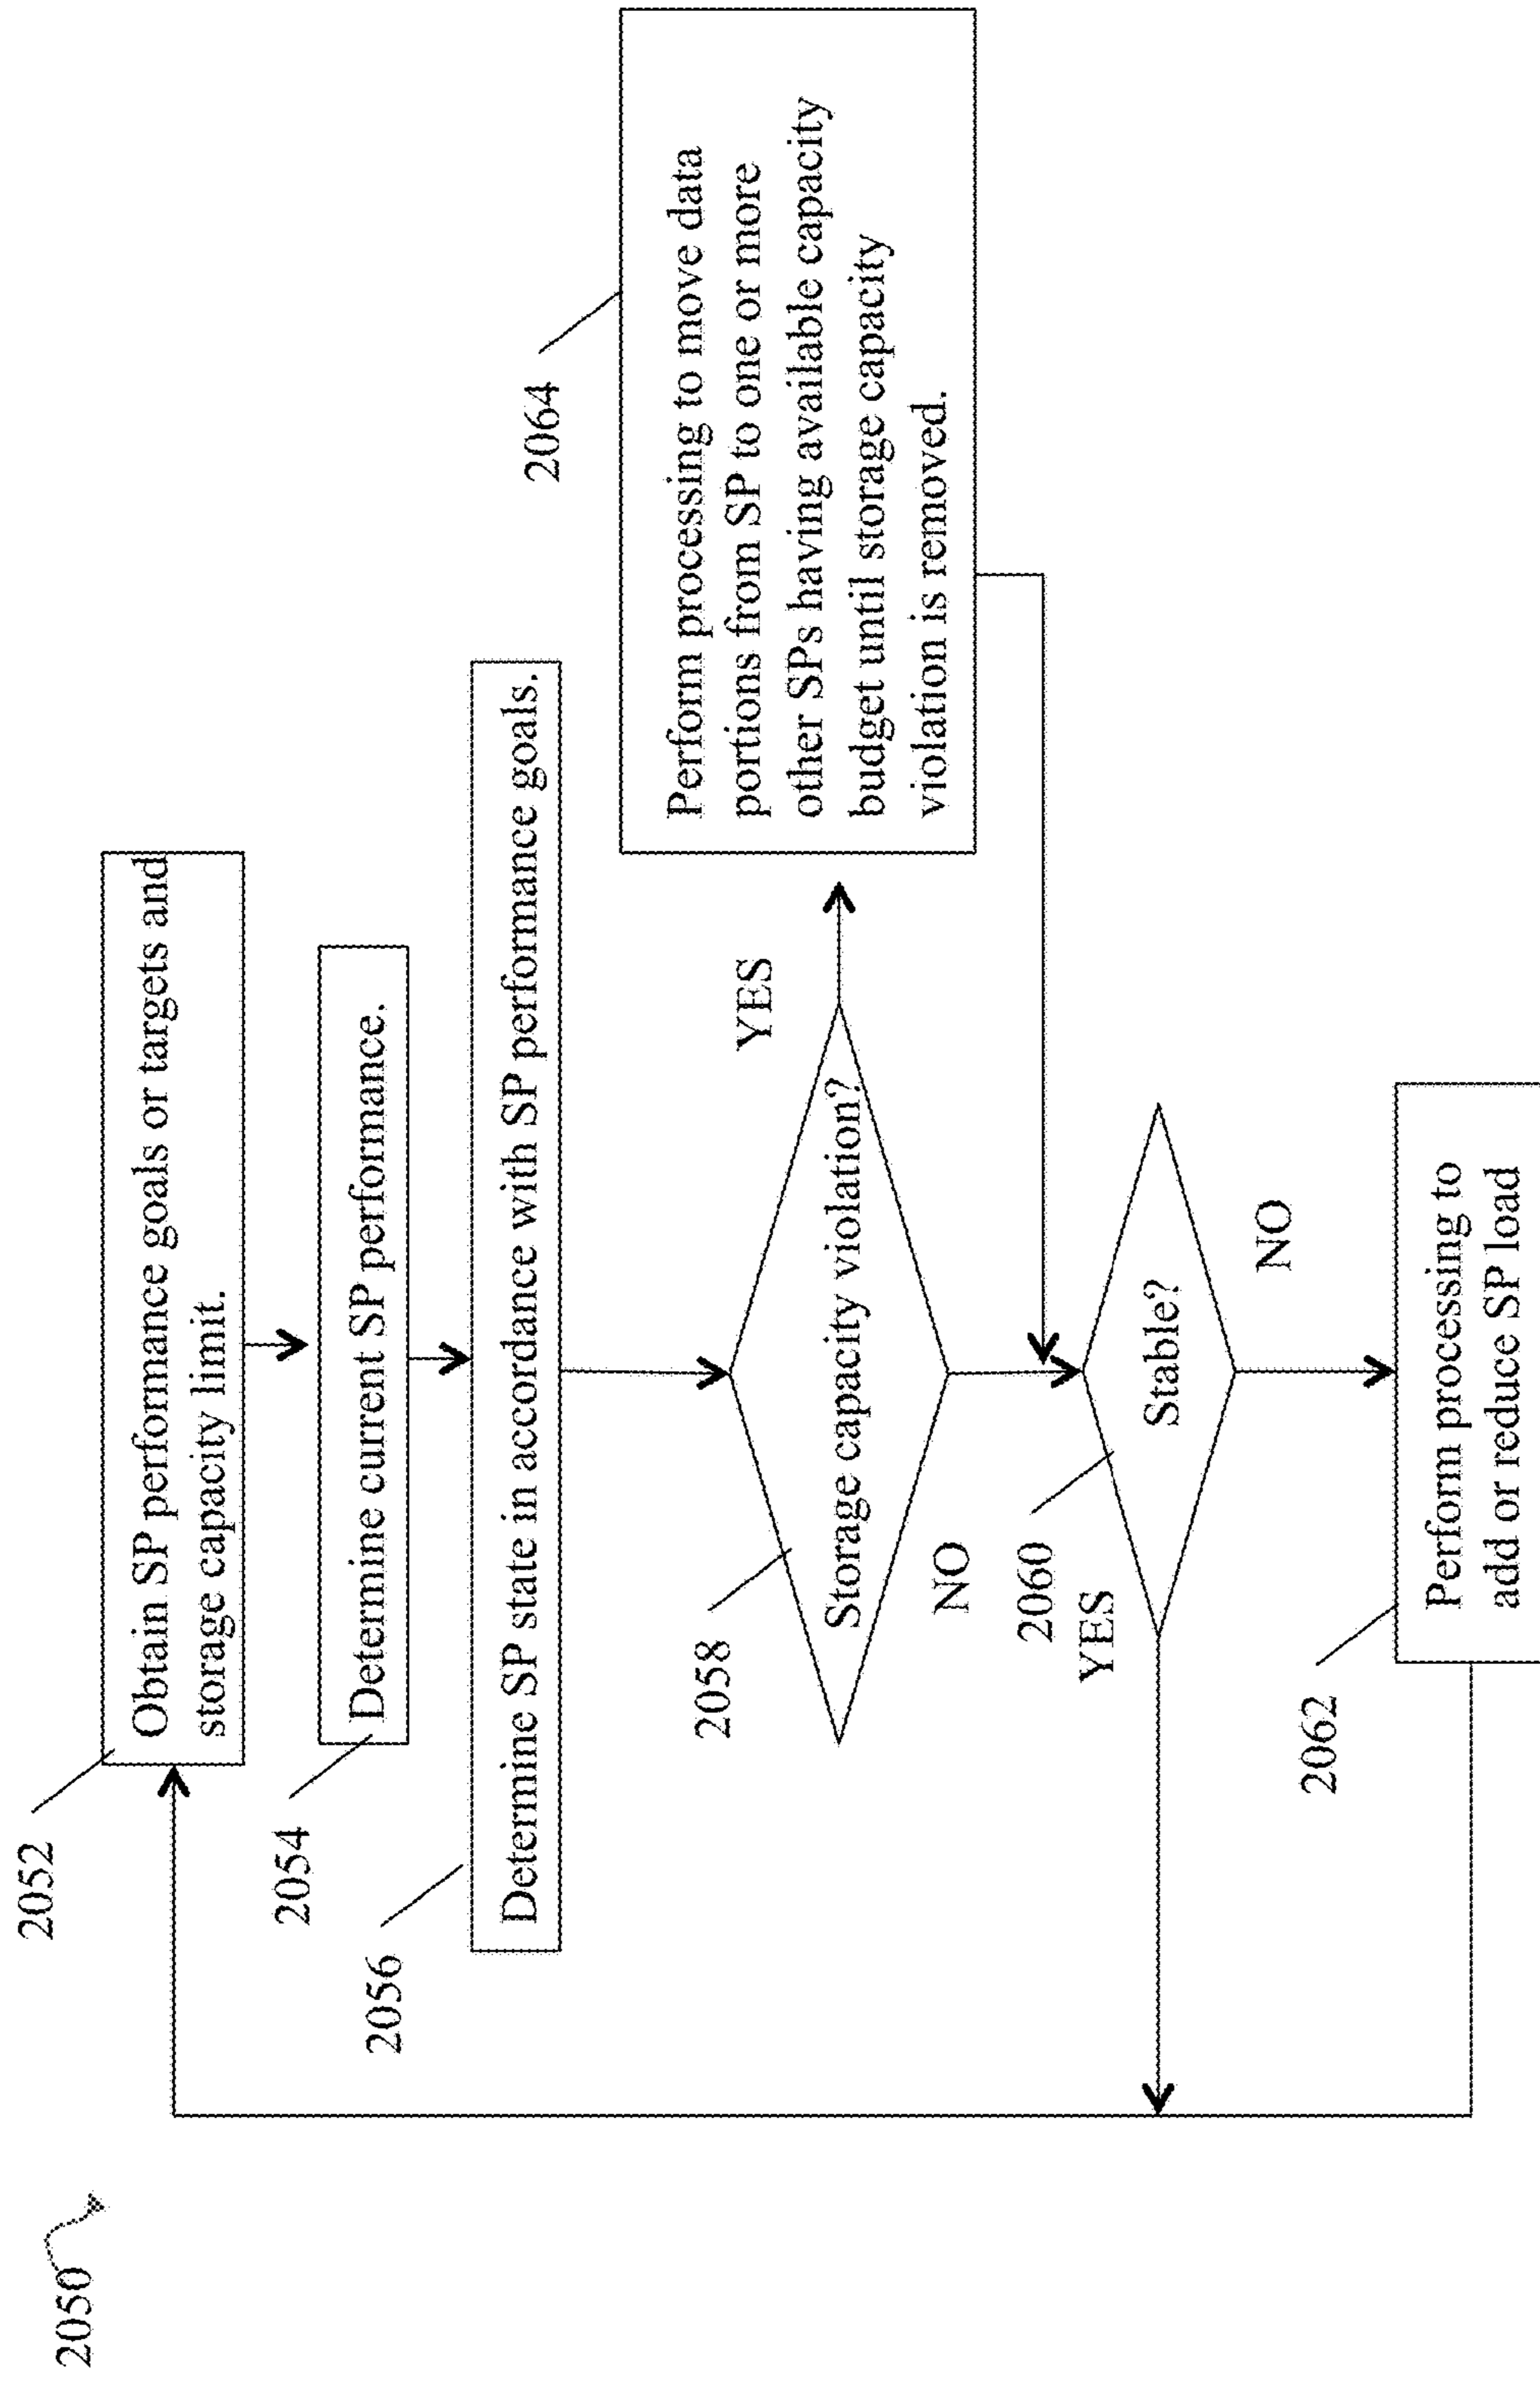 2050
2052
Obtain SP performance goals or targets and
storage capacity limit.
2054
Determine current SP performance.
2056
Determine SP state in accordance with SP performance goals.
2058
Storage capacity violation?
YES
NO
2064
Perform processing to move data
portions from SP to one or more
other SPs having available capacity
budget until storage capacity
violation is removed.
2060
YES
Stable?
NO
2062
Perform processing to
add or reduce SP load